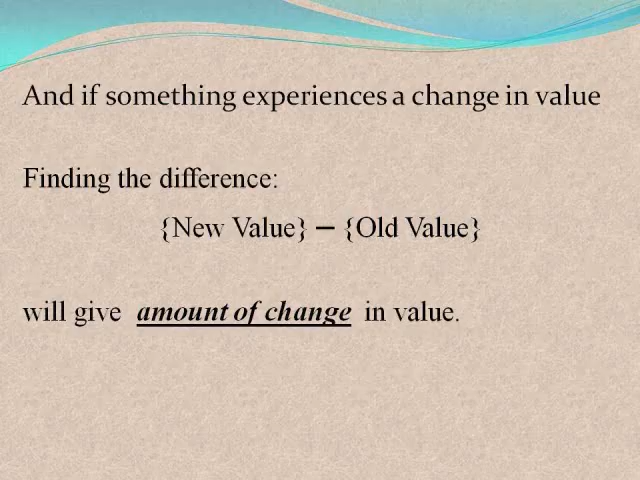 And if something experiences a change in value
Finding the difference:
{New Value} – {Old Value}
will give amount of change in value.